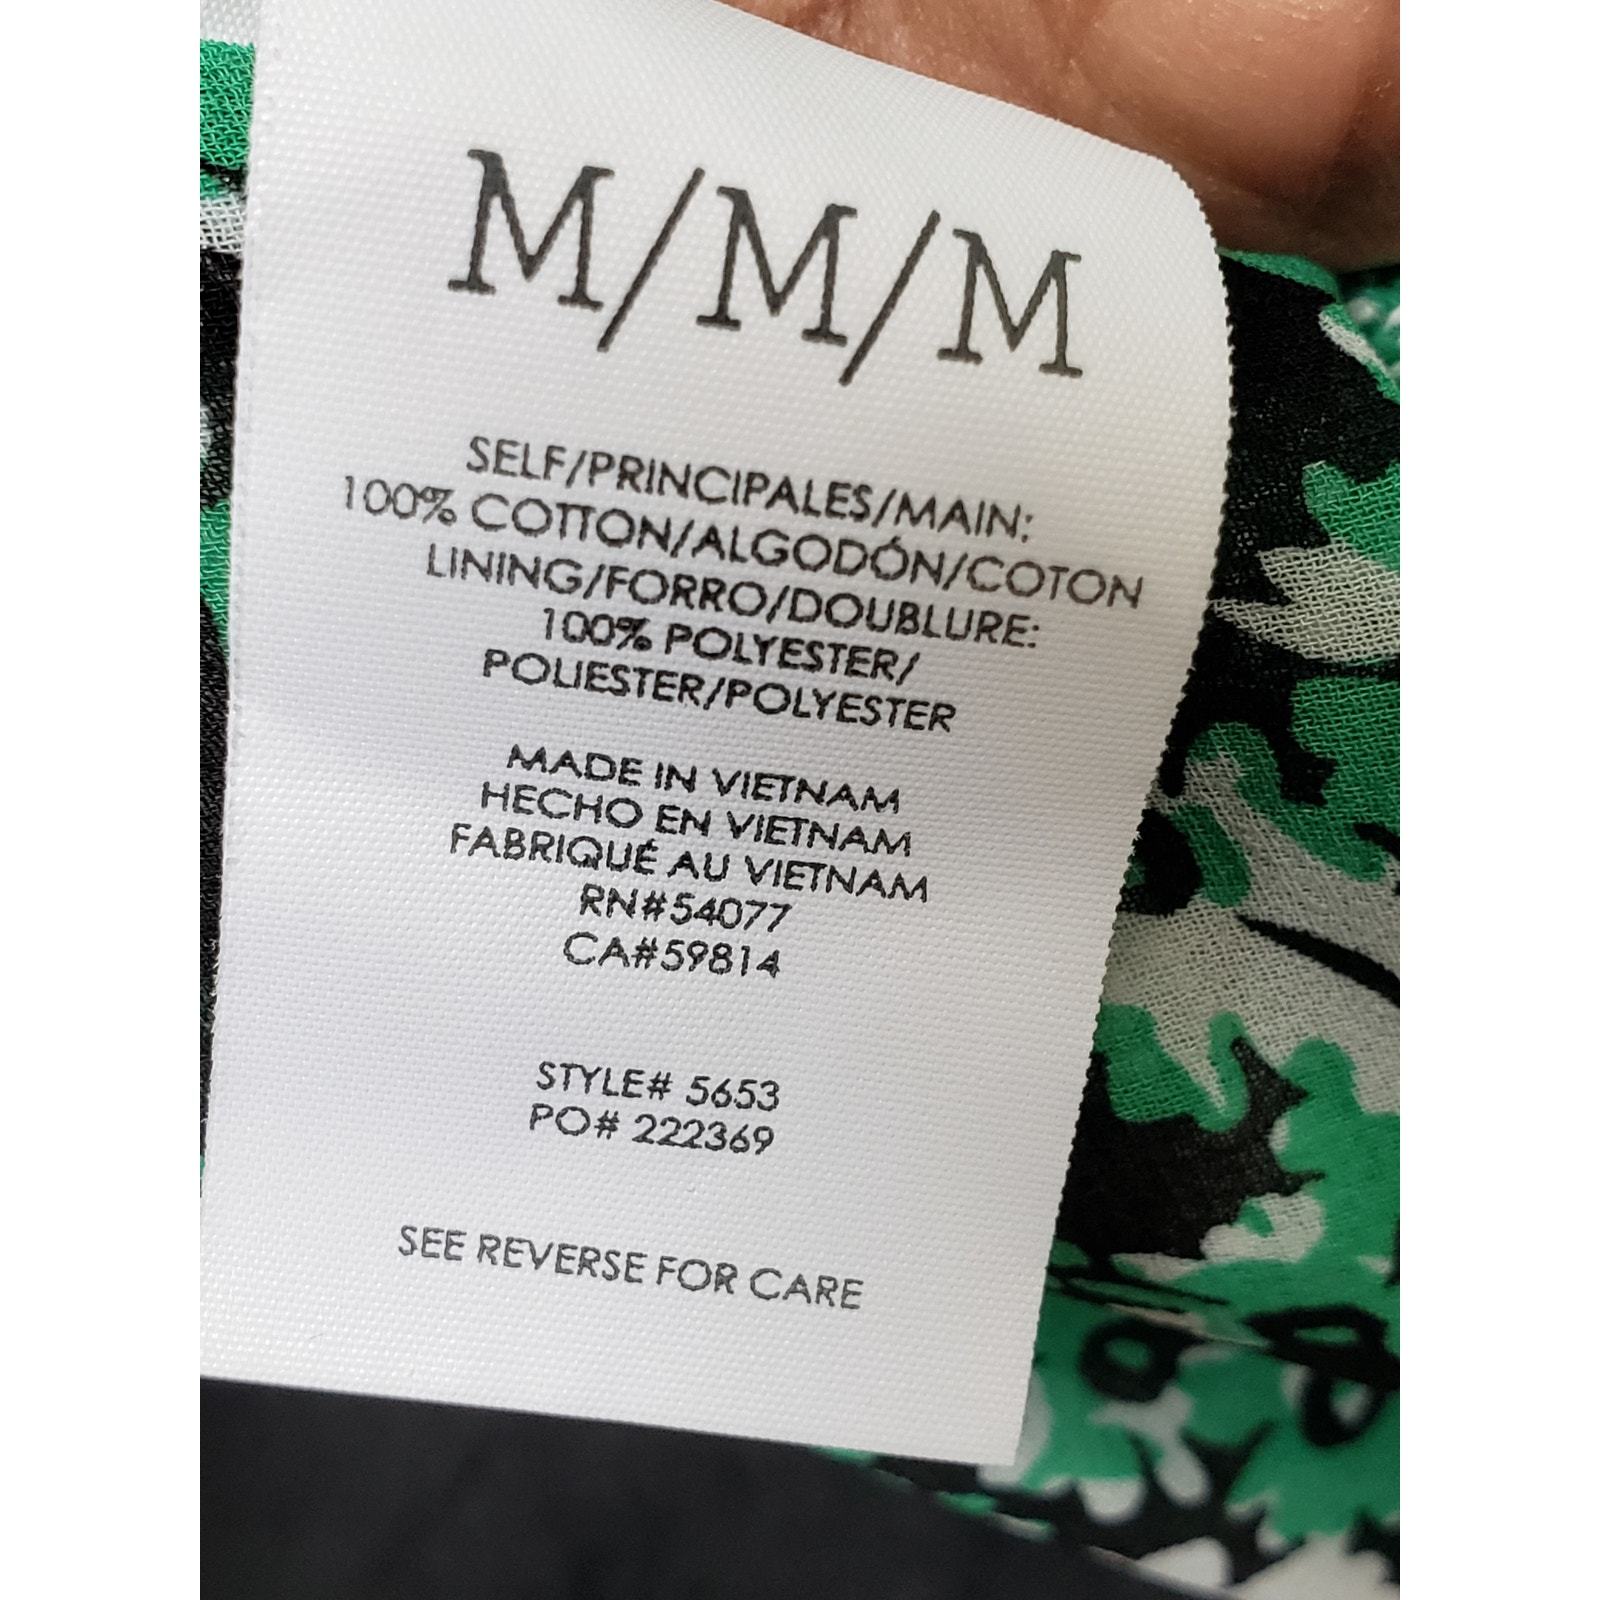 M/M/M
SELF/PRINCIPALES/MAIN:
100% COTTON/ALGODÓN/COTON
LINING/FORRO/DOUBLURE:
100% POLYESTER/
POLIESTER/POLYESTER
MADE IN VIETNAM
HECHO EN VIETNAM
FABRIQUÉ AU VIETNAM
RN#54077
CA#59814
STYLE# 5653
PO# 222369
SEE REVERSE FOR CARE